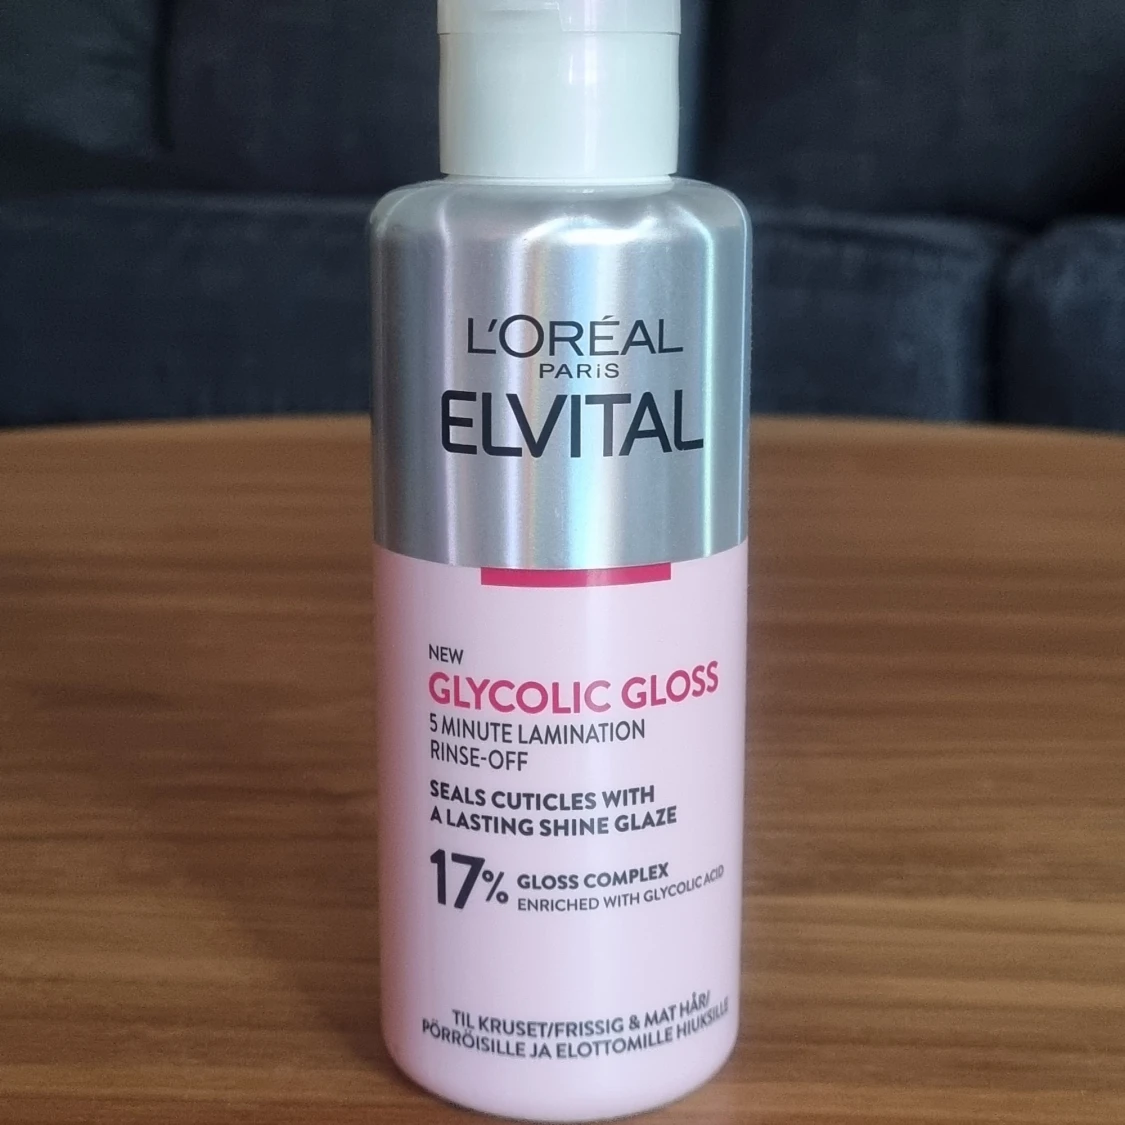 L'ORÉAL
PARiS
ELVITAL
NEW
GLYCOLIC GLOSS
5 MINUTE LAMINATION
RINSE-OFF
SEALS CUTICLES WITH
A LASTING SHINE GLAZE
17% GLOSS COMPLEX
ENRICHED WITH GLYCOLIC ACID
TIL KRUSET/FRISSIG & MAT HÅR/
PÖRRÖISILLE JA ELOTTOMILLE HIUKSILLE